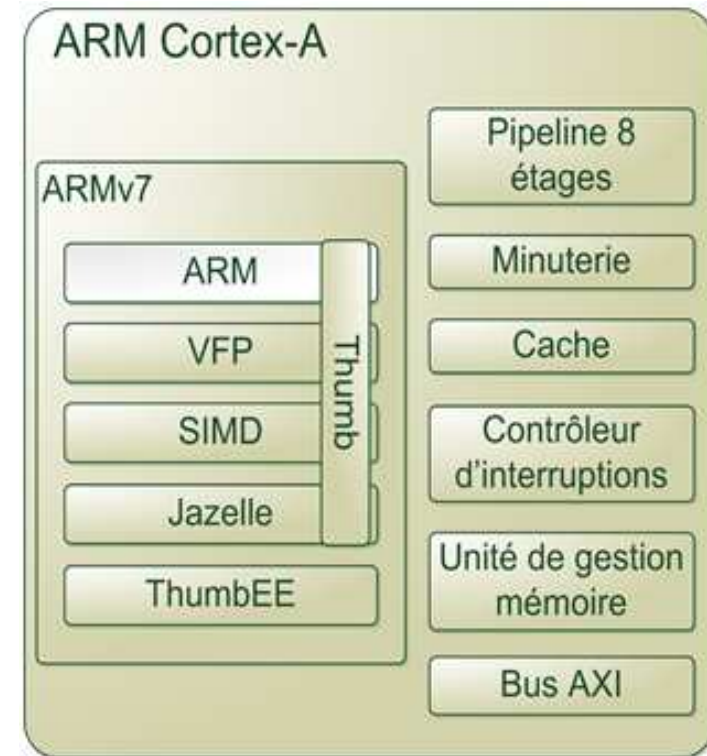 ARM Cortex-A
ARMv7
ARM
VFP
SIMD
Jazelle
ThumbEE
Thumb
Pipeline 8
étages
Minuterie
Cache
Contrôleur
d'interruptions
Unité de gestion
mémoire
Bus AXI